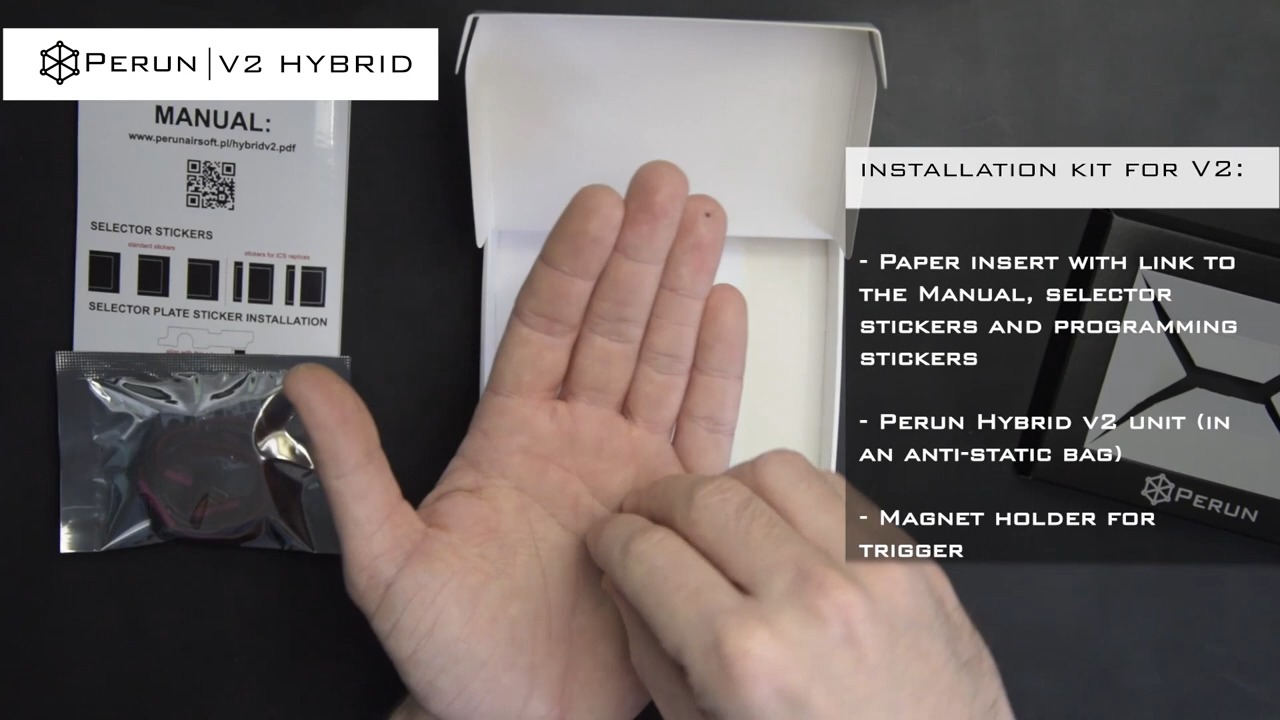 PERUN | V2 HYBRID
MANUAL:
www.perunairsoft.pl/hybridv2.pdf
SELECTOR STICKERS
standard stickers
stickers for ICS replices
SELECTOR PLATE STICKER INSTALLATION
INSTALLATION KIT FOR V2:
- PAPER INSERT WITH LINK TO
THE MANUAL, SELECTOR
STICKERS AND PROGRAMMING
STICKERS
- PERUN HYBRID V2 UNIT (IN
AN ANTI-STATIC BAG)
- MAGNET HOLDER FOR
TRIGGER
PERUN